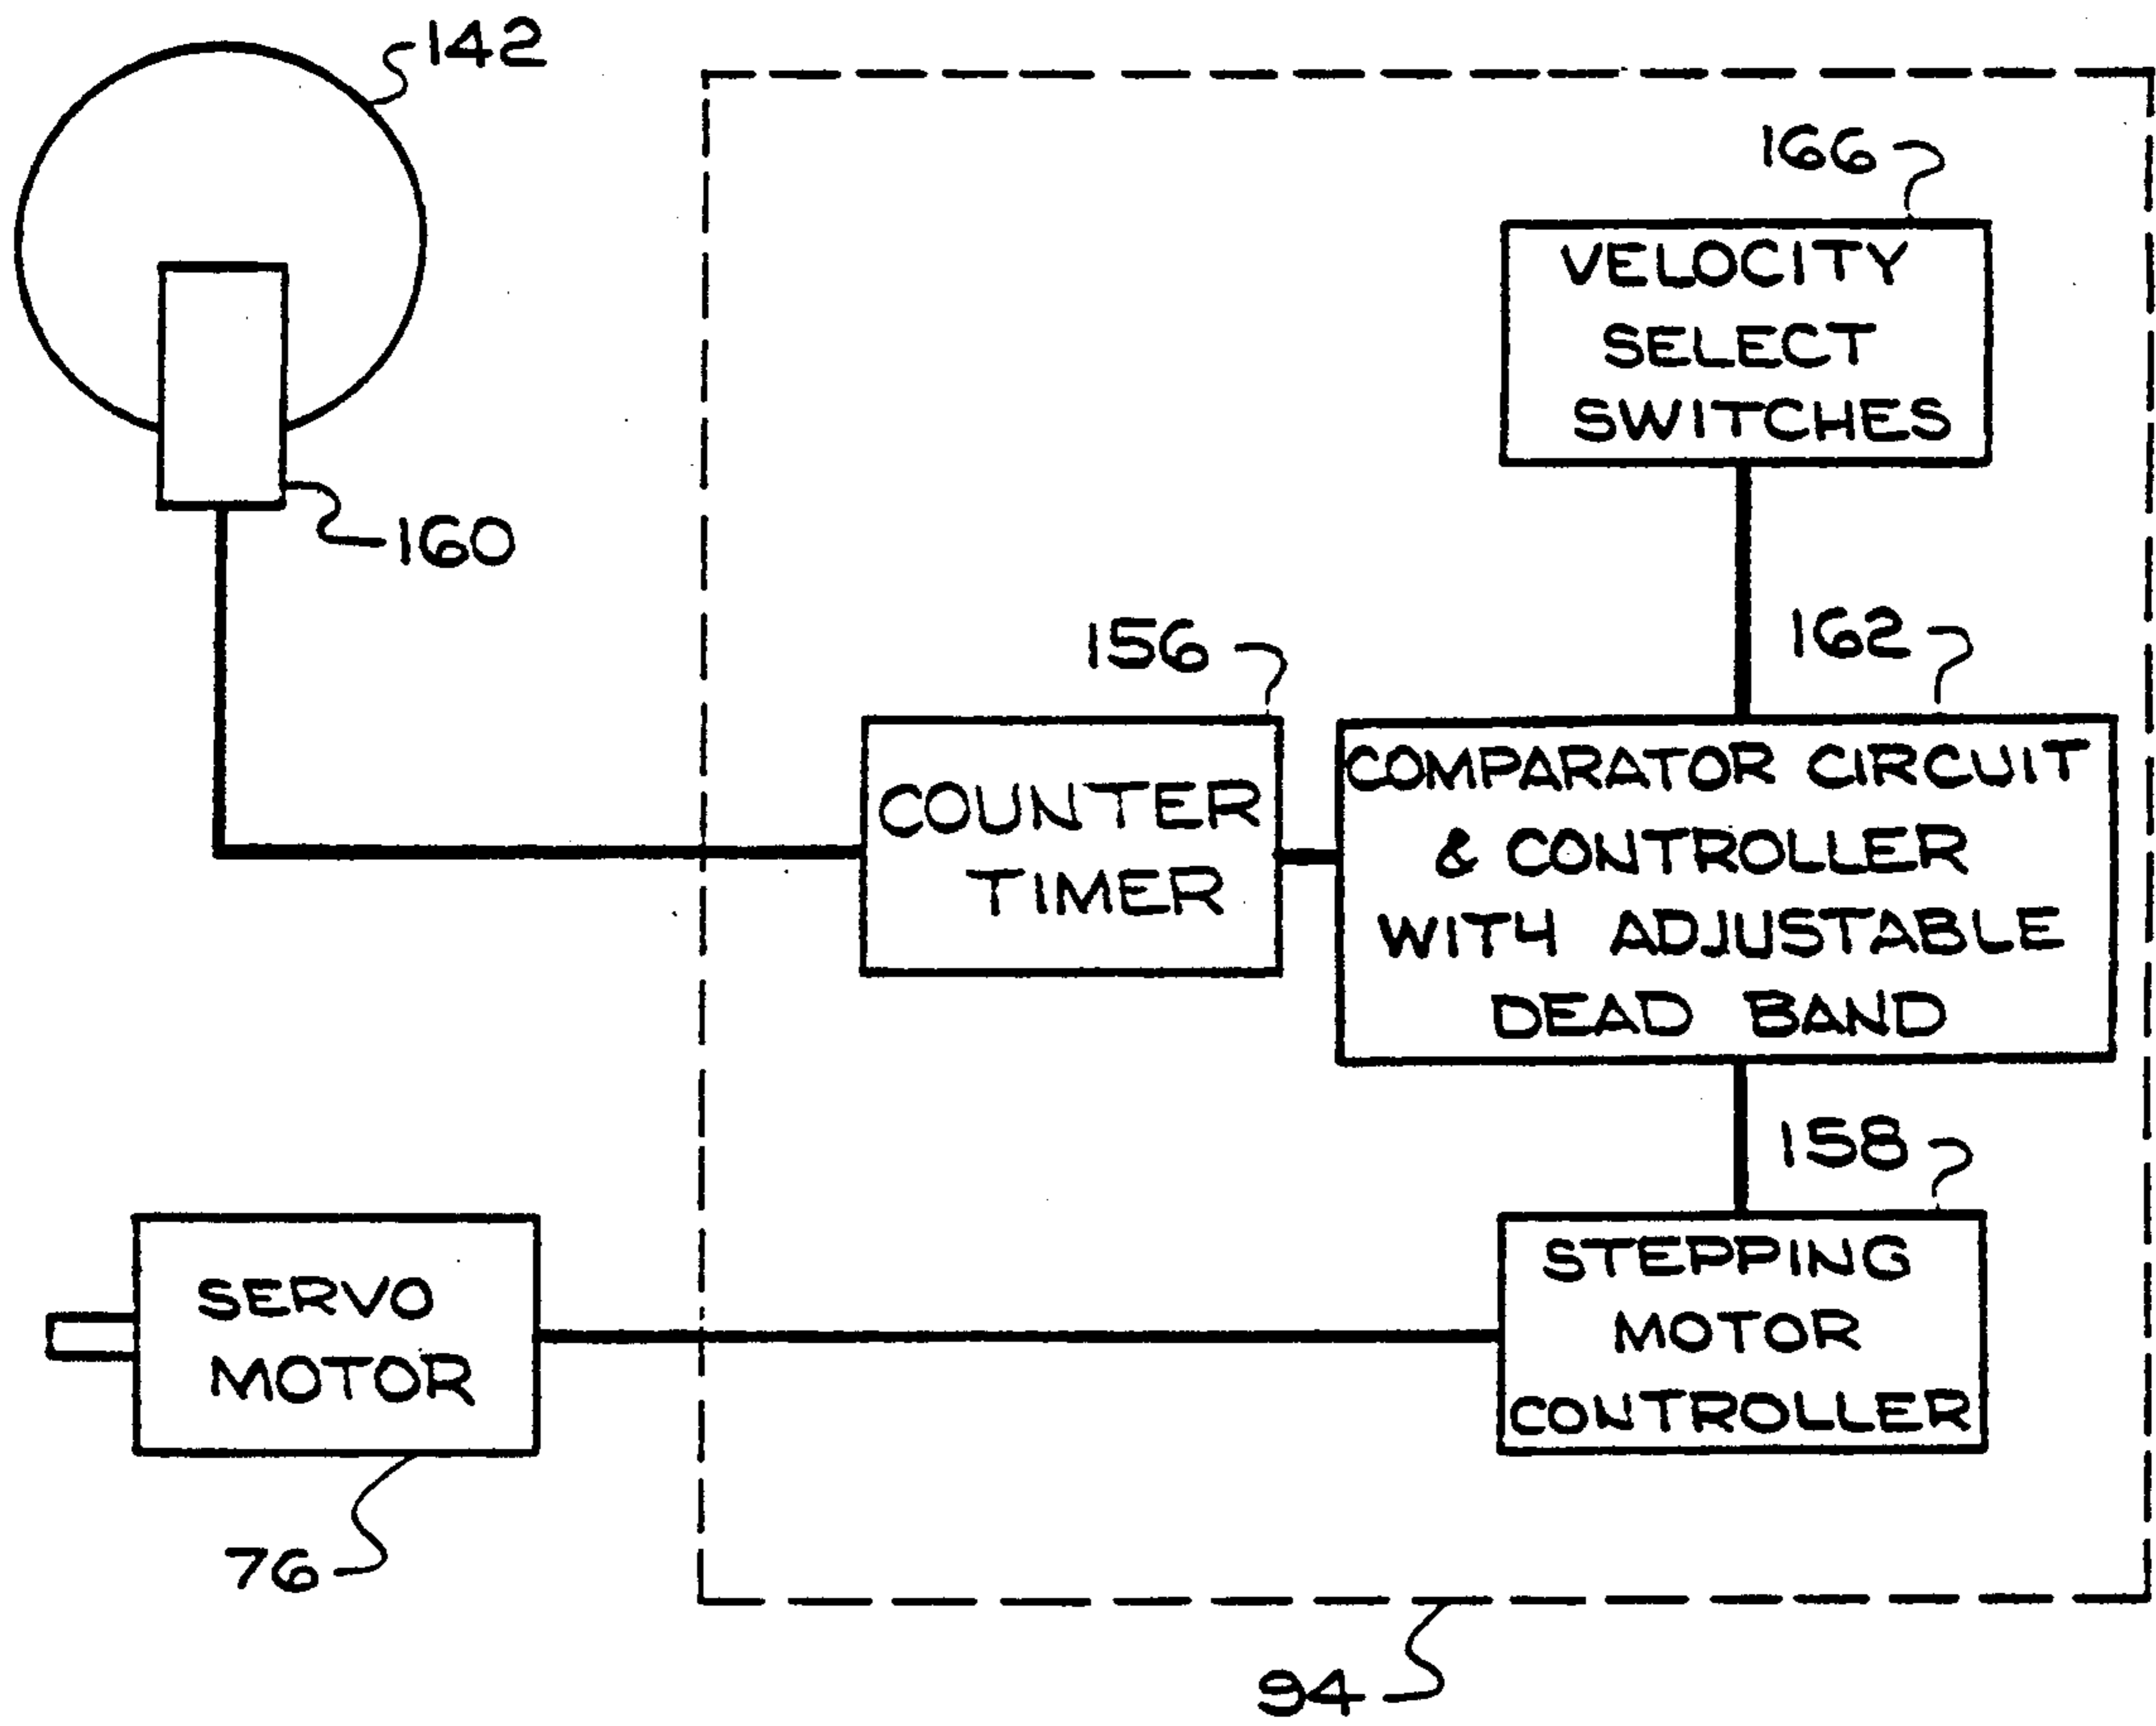 142
166
VELOCITY
SELECT
SWITCHES
160
156
162
COUNTER
TIMER
COMPARATOR CIRCUIT
& CONTROLLER
WITH ADJUSTABLE
DEAD BAND
158
SERVO
MOTOR
STEPPING
MOTOR
CONTROLLER
76
94